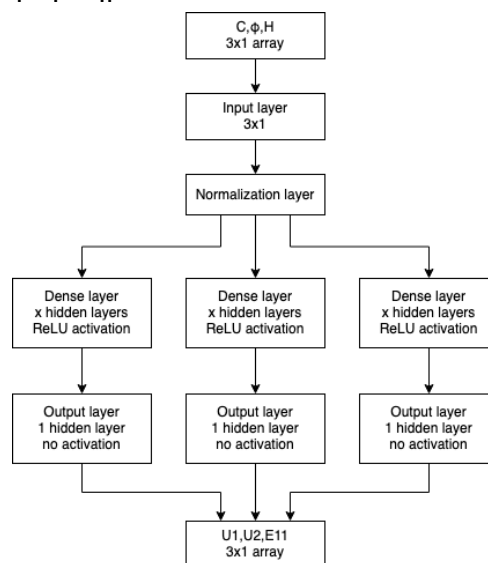 C,ϕ,H
3x1 array
Input layer
3x1
Normalization layer
Dense layer
x hidden layers
ReLU activation
Dense layer
x hidden layers
ReLU activation
Dense layer
x hidden layers
ReLU activation
Output layer
1 hidden layer
no activation
Output layer
1 hidden layer
no activation
Output layer
1 hidden layer
no activation
U1,U2,E11
3x1 array